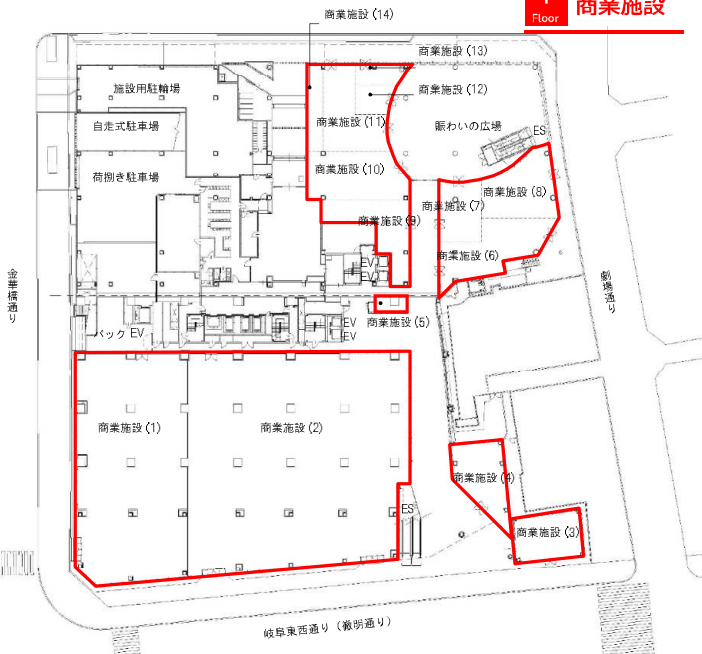 Floor
商業施設
商業施設 (14)
商業施設 (13)
施設用駐輪場
商業施設 (12)
自走式駐車場
商業施設 (11)
賑わいの広場
ES
荷捌き駐車場
商業施設 (10)
商業施設 (8)
商業施設 (7)
商業施設 (9)
商業施設 (6)
EV
EV
金華橋通り
劇場通り
バック EV
EV
EV
商業施設 (5)
商業施設 (1)
商業施設 (2)
商業施設 (4)
ES
商業施設 (3)
岐阜東西通り (徹明通り)